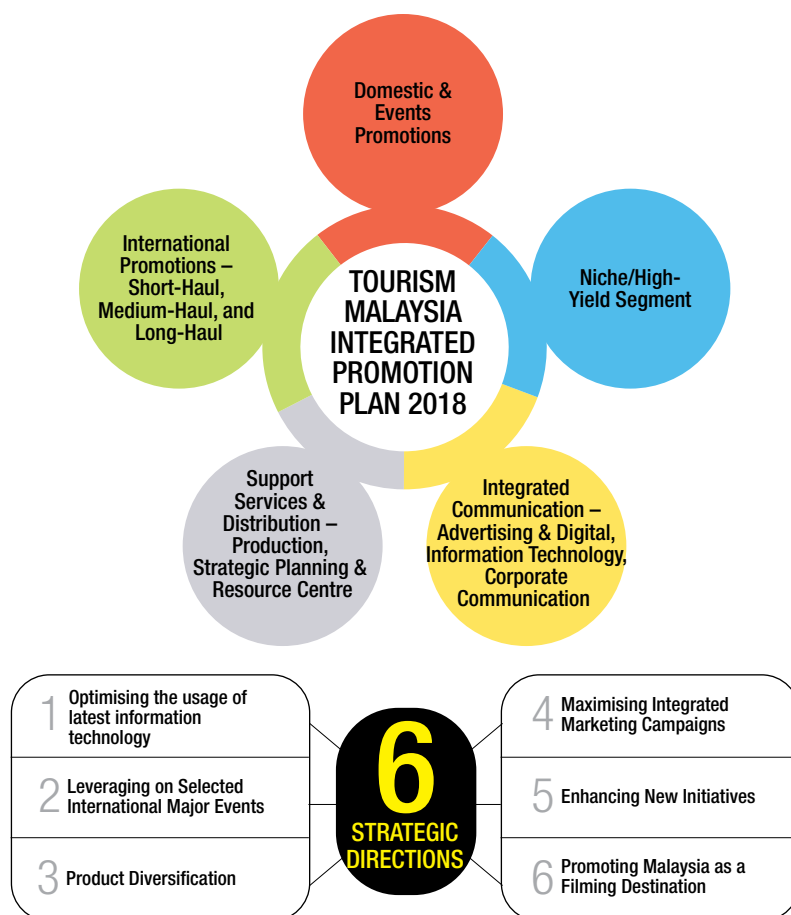 Domestic &
Events
Promotions
International
Promotions –
Short-Haul,
Medium-Haul, and
Long-Haul
TOURISM
MALAYSIA
INTEGRATED
PROMOTION
PLAN 2018
Niche/High-
Yield Segment
Support
Services &
Distribution –
Production,
Strategic Planning &
Resource Centre
Integrated
Communication –
Advertising & Digital,
Information Technology,
Corporate
Communication
1 Optimising the usage of
latest information
technology
2 Leveraging on Selected
International Major Events
3 Product Diversification
6
STRATEGIC
DIRECTIONS
4 Maximising Integrated
Marketing Campaigns
5 Enhancing New Initiatives
6 Promoting Malaysia as a
Filming Destination